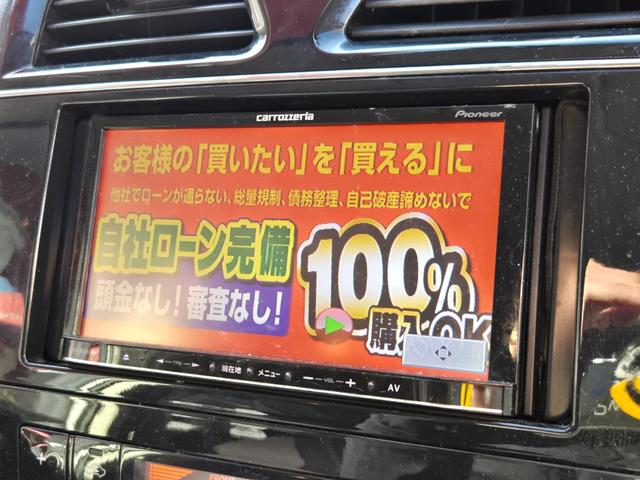 carrozzeria
Pioneer
お客様の「買いたい」を「買える」に
他社でローンが通らない、総量規制、債務整理、自己破産諦めないで
自社ローン完備
100%
頭金なし!審査なし!
購入OK
TRK
現在地
メニュー
− VOL +
AV
FRONT